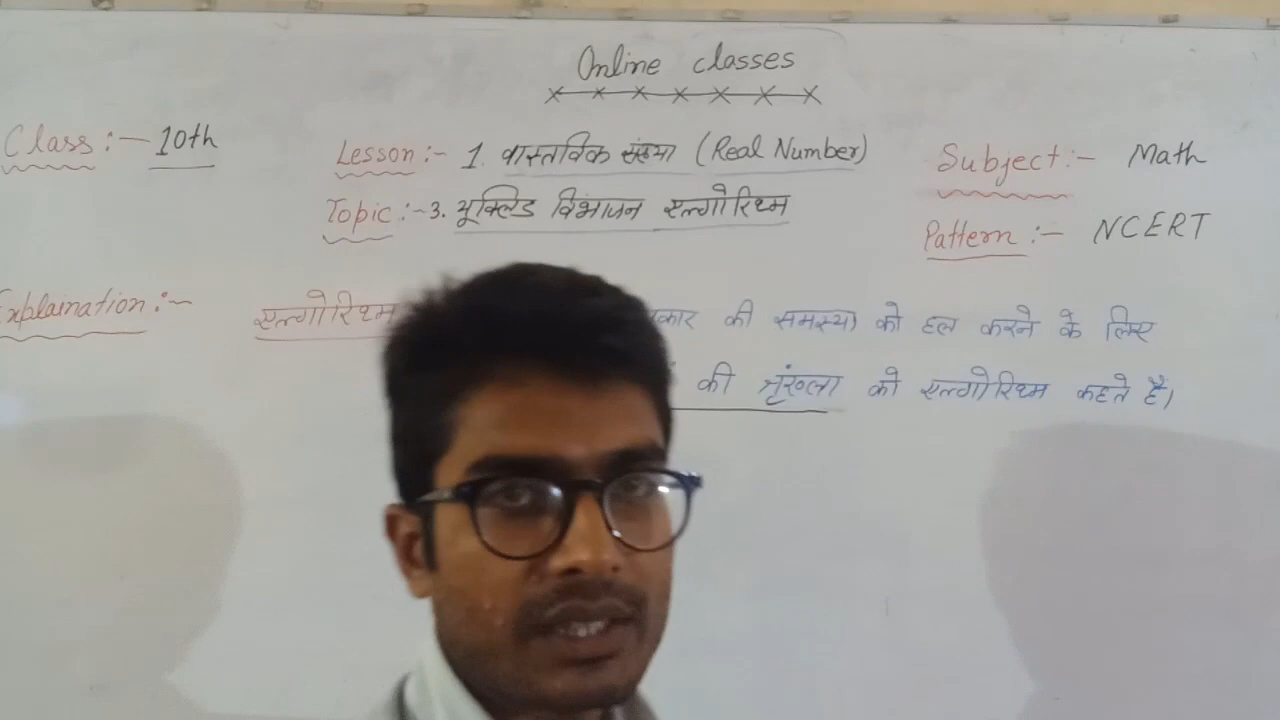 Online classes
Class :- 10th
Lesson :- 1. वास्तविक संख्या (Real Number)
Subject :- Math
Topic :- 3. यूक्लिड विभाजन एल्गोरिथ्म
Pattern :- NCERT
Explanation :- एल्गोरिथ्म की समस्या को हल करने के लिए
की श्रृंखला को एल्गोरिथ्म कहते है।